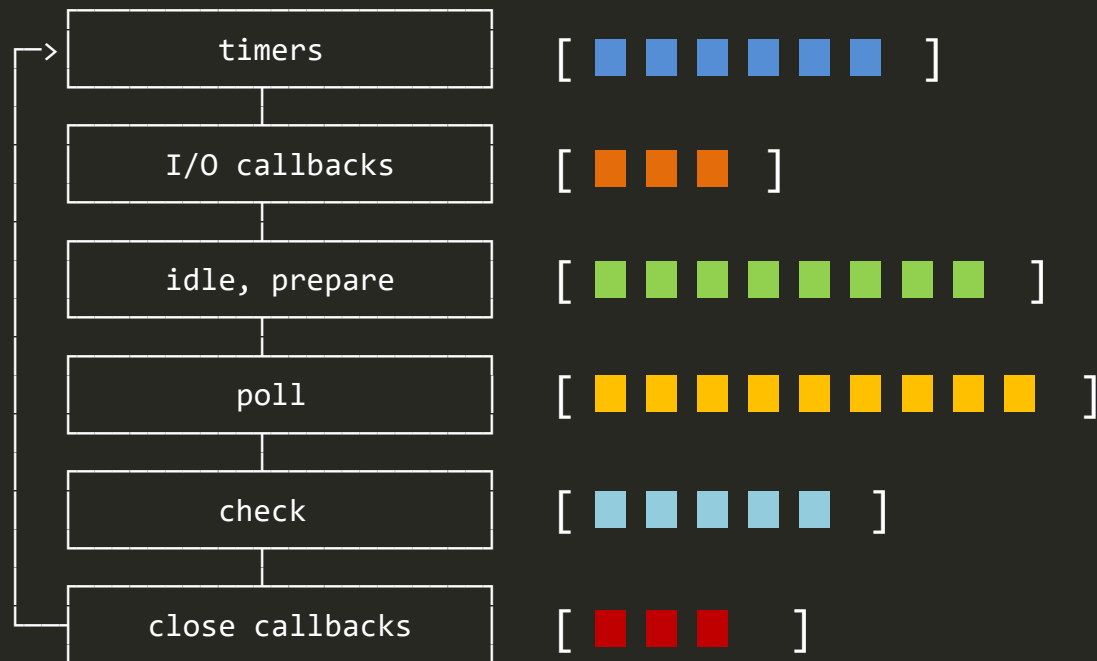 timers [ ]
I/O callbacks [ ]
idle, prepare [ ]
poll [ ]
check [ ]
close callbacks [ ]